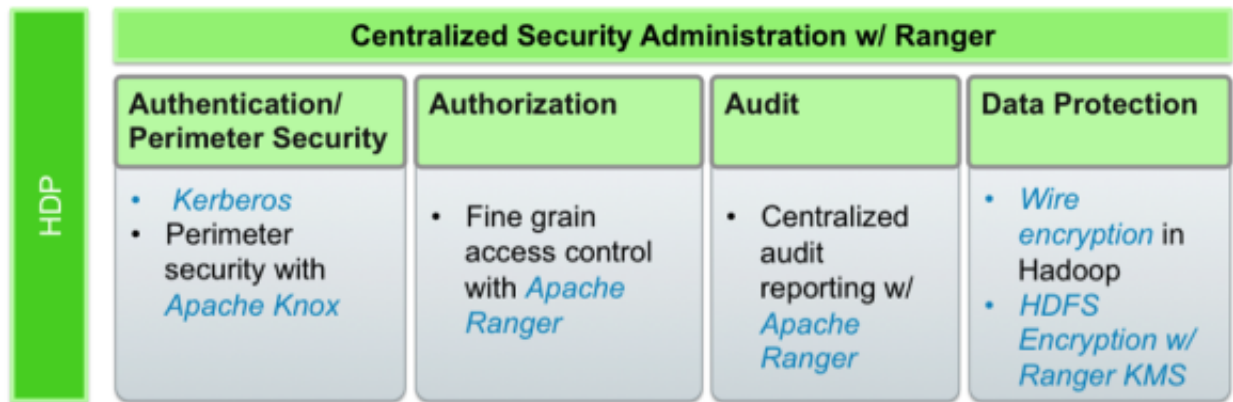 HDP
Centralized Security Administration w/ Ranger
Authentication/
Perimeter Security
• Kerberos
• Perimeter
security with
Apache Knox
Authorization
• Fine grain
access control
with Apache
Ranger
Audit
• Centralized
audit
reporting w/
Apache
Ranger
Data Protection
• Wire
encryption in
Hadoop
• HDFS
Encryption w/
Ranger KMS